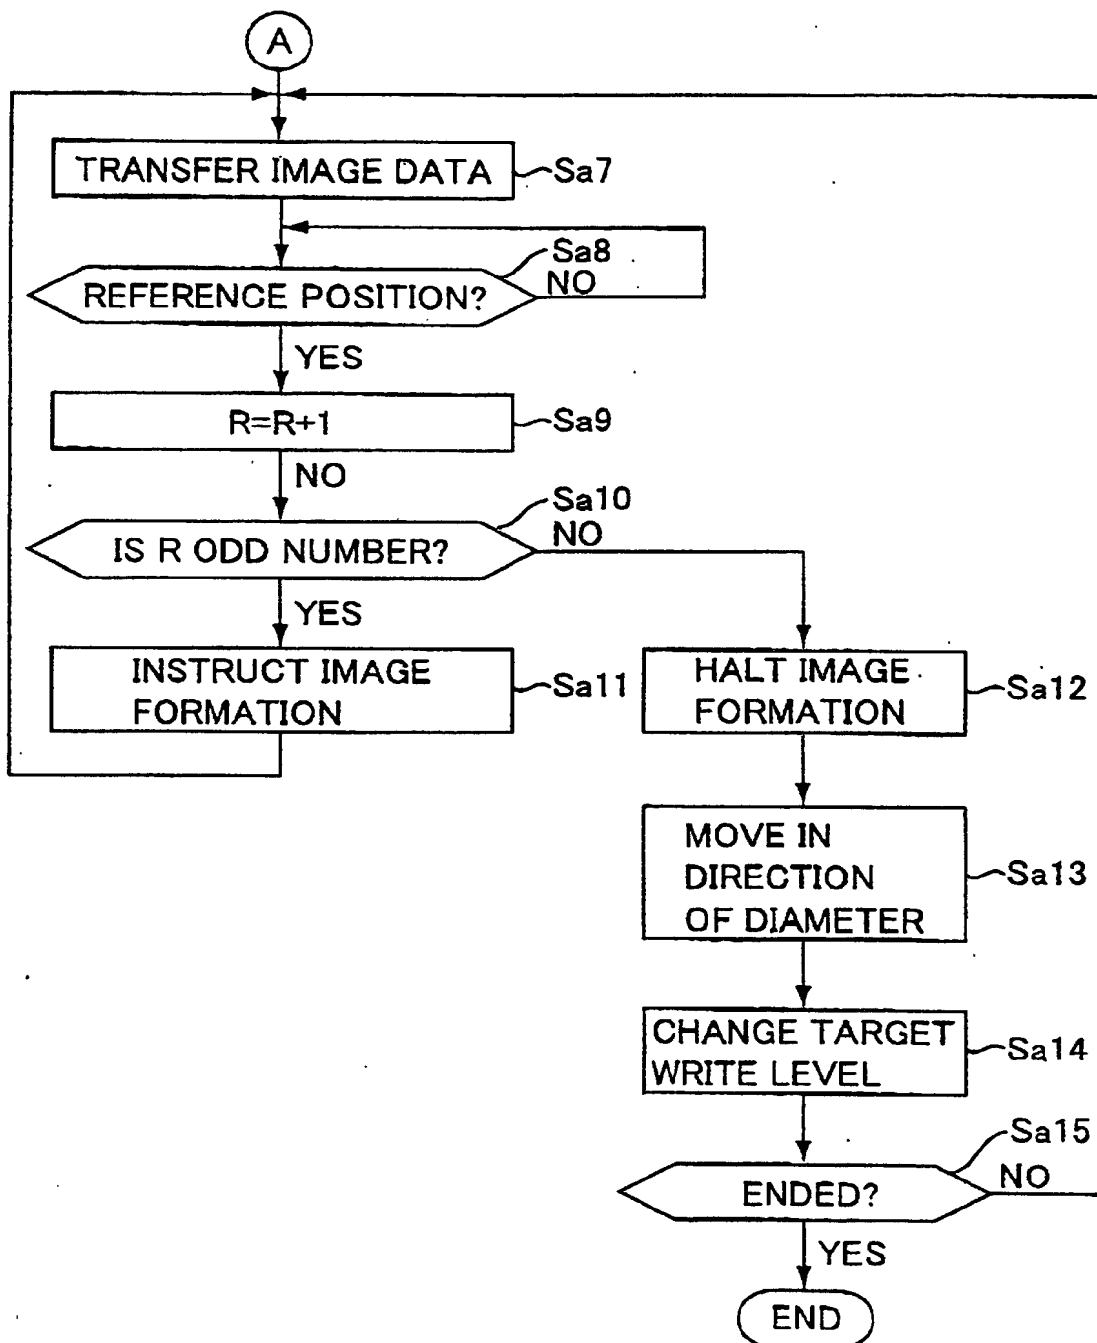 A
TRANSFER IMAGE DATA
Sa7
Sa8
REFERENCE POSITION?
NO
YES
R=R+1
Sa9
NO
Sa10
IS R ODD NUMBER?
NO
YES
INSTRUCT IMAGE
FORMATION
Sa11
HALT IMAGE
FORMATION
Sa12
MOVE IN
DIRECTION
OF DIAMETER
Sa13
CHANGE TARGET
WRITE LEVEL
Sa14
Sa15
ENDED?
NO
YES
END